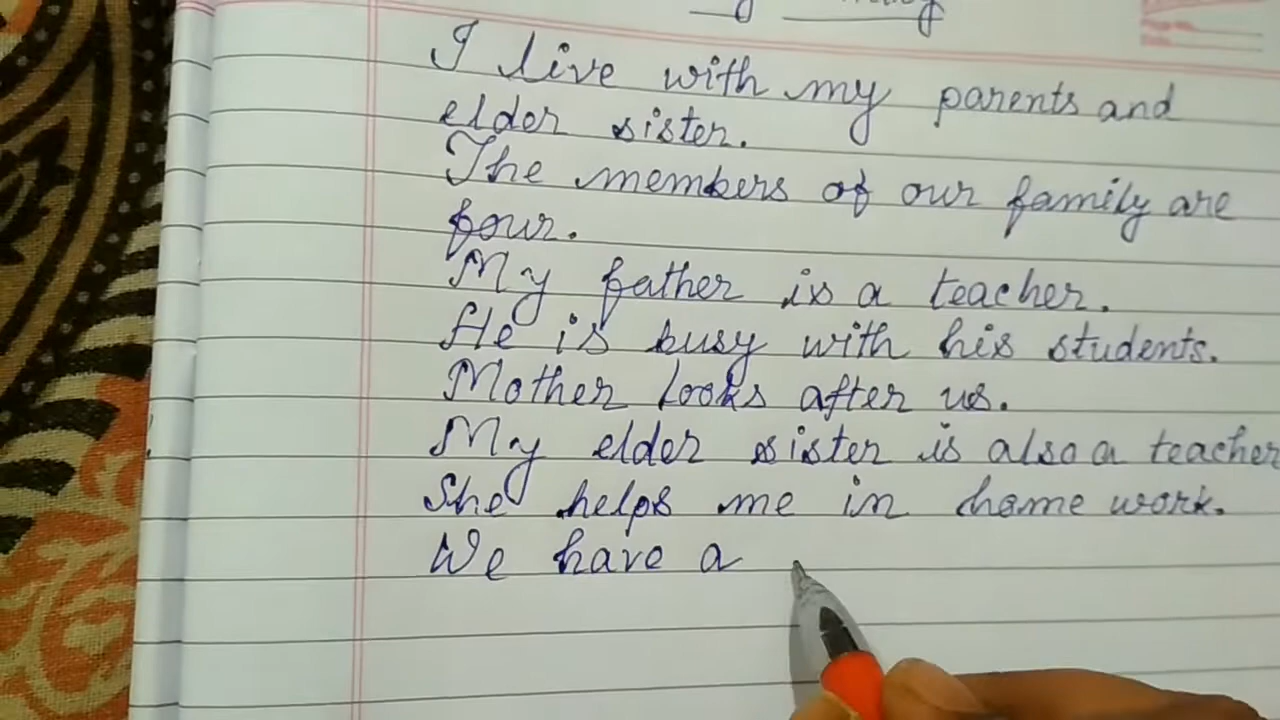 I live with my parents and
elder sister.
The members of our family are
four.
My father is a teacher.
He is busy with his students.
Mother looks after us.
My elder sister is also a teacher
She helps me in home work.
We have a